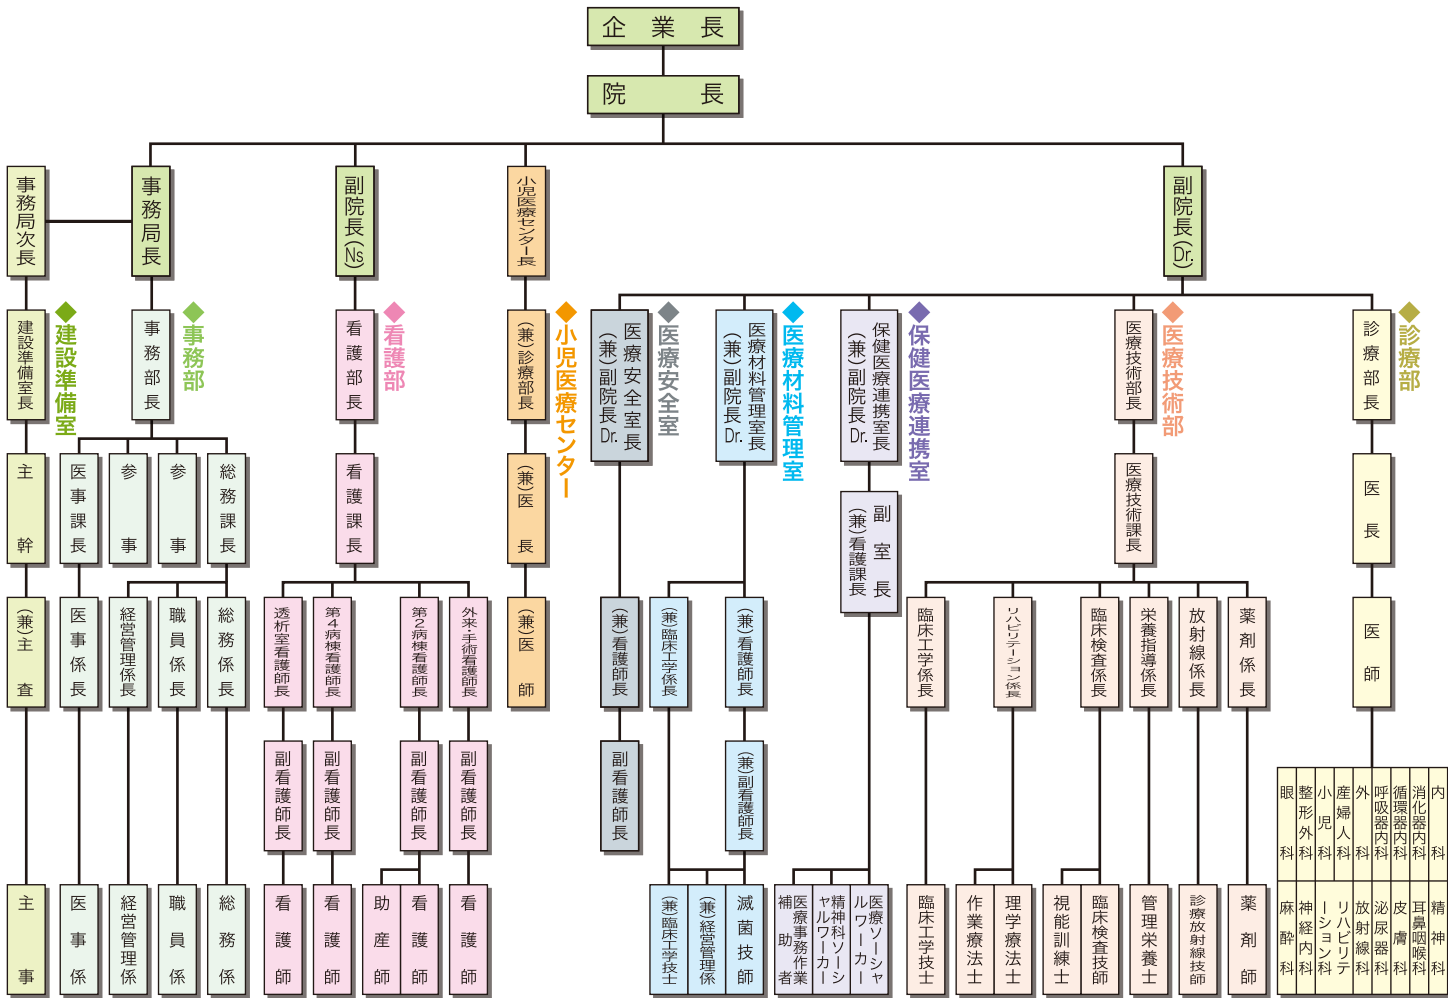 企業長
院長
事務局次長
事務局長
副院長(Ns)
小児医療センター長
副院長(Dr.)
建設準備室長
◆建設準備室
事務部長
◆事務部
看護部長
◆看護部
(兼)診療部長
◆小児医療センター
医療安全室長
(兼)副院長Dr.
◆医療安全室
医療材料管理室長
(兼)副院長Dr.
◆医療材料管理室
保健医療連携室長
(兼)副院長Dr.
◆保健医療連携室
医療技術部長
◆医療技術部
診療部長
◆診療部
主幹
医事課長
参事
参事
総務課長
看護課長
(兼)医長
副室長
(兼)看護課長
医療技術課長
医長
(兼)主査
医事係長
経営管理係長
職員係長
総務係長
透析室看護師長
第4病棟看護師長
第2病棟看護師長
外来・手術看護師長
(兼)医師
(兼)看護師長
(兼)臨床工学係長
(兼)看護師長
臨床工学係長
リハビリテーション係長
臨床検査係長
栄養指導係長
放射線係長
薬剤係長
医師
副看護師長
副看護師長
副看護師長
副看護師長
副看護師長
(兼)副看護師長
眼科
整形外科
小児科
産婦人科
外科
呼吸器内科
循環器内科
消化器内科
内科
主事
医事係
経営管理係
職員係
総務係
看護師
看護師
助産師
看護師
看護師
(兼)臨床工学技士
(兼)経営管理係
滅菌技師
医療事務作業
補助者
精神科ソーシ
ャルワーカー
医療ソーシャ
ルワーカー
臨床工学技士
作業療法士
理学療法士
視能訓練士
臨床検査技師
管理栄養士
診療放射線技師
薬剤師
麻酔科
神経内科
リハビリテ
ーション科
放射線科
泌尿器科
皮膚科
耳鼻咽喉科
精神科